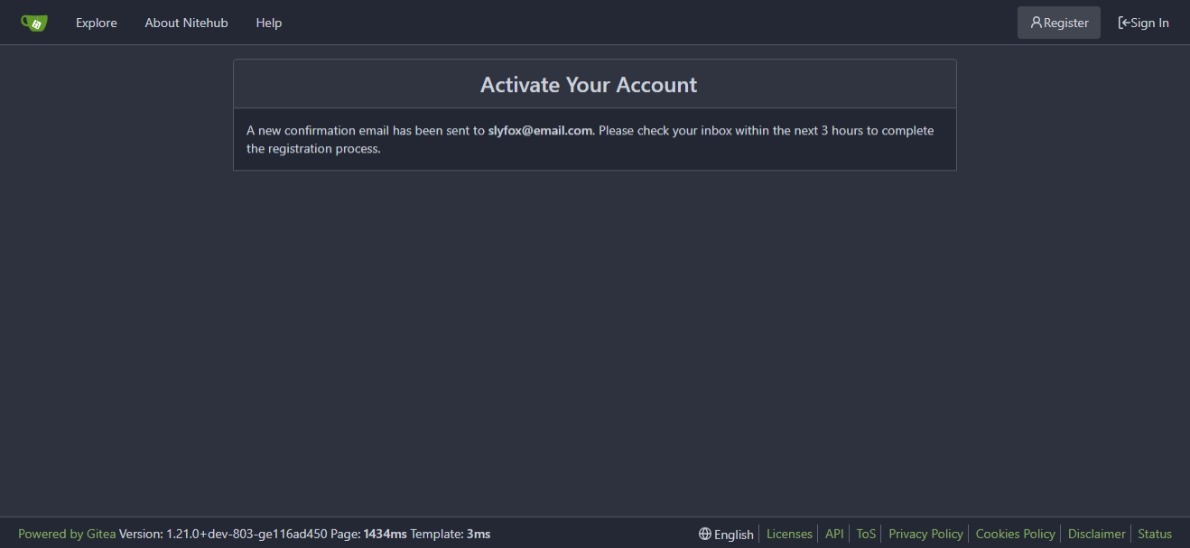 Explore About Nitehub Help Register Sign In
Activate Your Account
A new confirmation email has been sent to slyfox@email.com. Please check your inbox within the next 3 hours to complete
the registration process.
Powered by Gitea Version: 1.21.0+dev-803-ge116ad450 Page: 1434ms Template: 3ms English Licenses API ToS Privacy Policy Cookies Policy Disclaimer Status